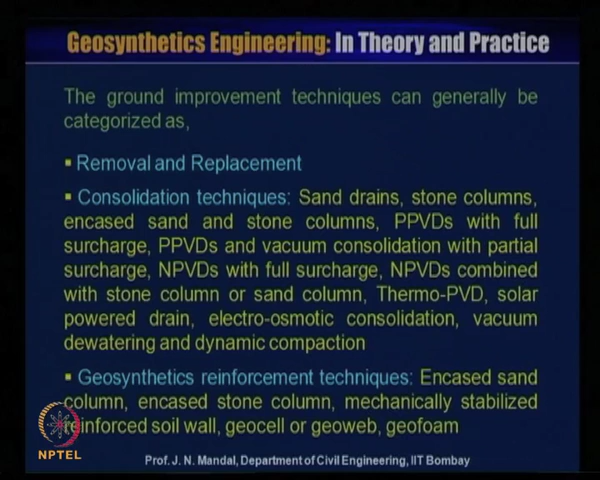 Geosynthetics Engineering: In Theory and Practice
The ground improvement techniques can generally be
categorized as,
▪ Removal and Replacement
▪ Consolidation techniques: Sand drains, stone columns,
encased sand and stone columns, PPVDs with full
surcharge, PPVDs and vacuum consolidation with partial
surcharge, NPVDs with full surcharge, NPVDs combined
with stone column or sand column, Thermo-PVD, solar
powered drain, electro-osmotic consolidation, vacuum
dewatering and dynamic compaction
▪ Geosynthetics reinforcement techniques: Encased sand
column, encased stone column, mechanically stabilized
reinforced soil wall, geocell or geoweb, geofoam
NPTEL
Prof. J. N. Mandal, Department of Civil Engineering, IIT Bombay